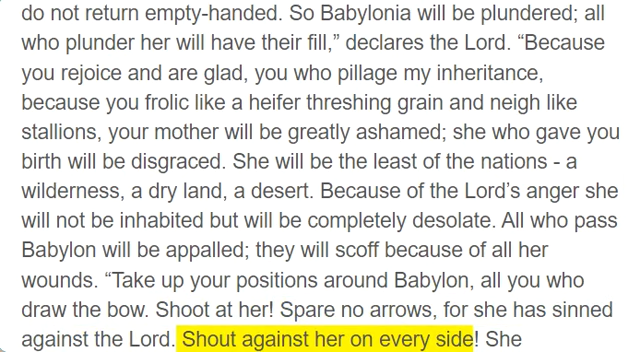 do not return empty-handed. So Babylonia will be plundered; all
who plunder her will have their fill,” declares the Lord. “Because
you rejoice and are glad, you who pillage my inheritance,
because you frolic like a heifer threshing grain and neigh like
stallions, your mother will be greatly ashamed; she who gave you
birth will be disgraced. She will be the least of the nations - a
wilderness, a dry land, a desert. Because of the Lord’s anger she
will not be inhabited but will be completely desolate. All who pass
Babylon will be appalled; they will scoff because of all her
wounds. “Take up your positions around Babylon, all you who
draw the bow. Shoot at her! Spare no arrows, for she has sinned
against the Lord. Shout against her on every side! She